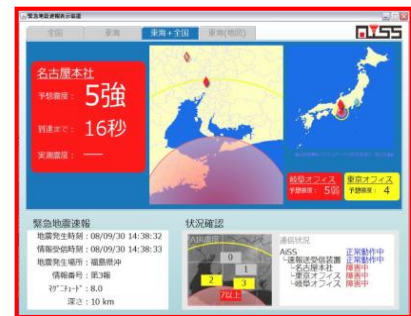 緊急地震速報表示装置
全国 東海 東海+全国 東海(地図)
AiSS
名古屋本社
予想震度： 5強
到達まで： 16秒
実測震度： ―
岐阜オフィス
予想震度： 5弱
東京オフィス
予想震度： 4
緊急地震速報
地震発生時刻：08/09/30 14:38:32
情報受信時刻：08/09/30 14:38:33
地震発生場所：福島県沖
情報番号：第3報
ﾏｸﾞﾆﾁｭｰﾄﾞ：8.0
深さ：10 km
状況確認
0
1
2 3
7以上
通信状況
AiSS 正常動作中
速報送受信装置 正常動作中
名古屋本社 障害中
東京オフィス 障害中
岐阜オフィス 障害中